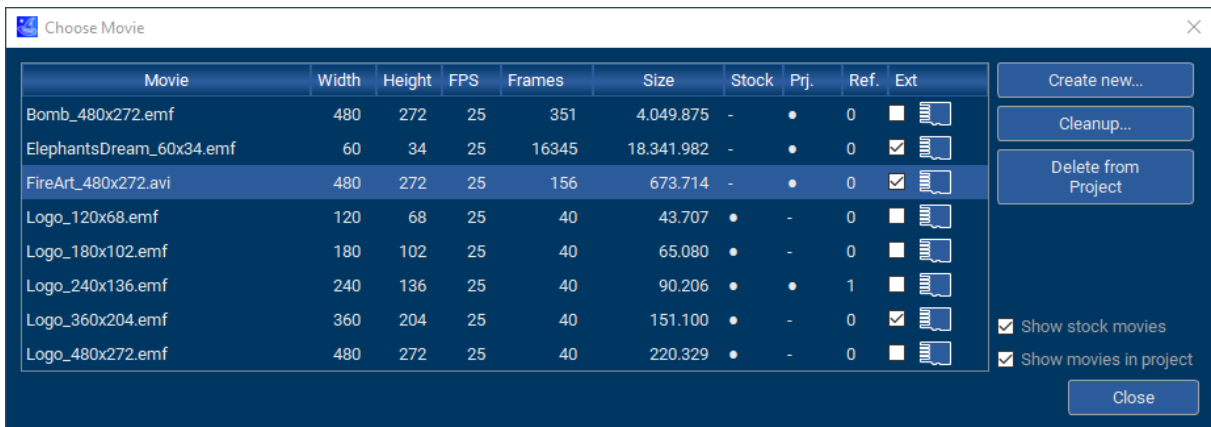 Choose Movie
Movie Width Height FPS Frames Size Stock Prj. Ref. Ext Create new...
Bomb_480x272.emf 480 272 25 351 4.049.875 - ● 0
Cleanup...
ElephantsDream_60x34.emf 60 34 25 16345 18.341.982 - ● 0
Delete from
Project
FireArt_480x272.avi 480 272 25 156 673.714 - ● 0
Logo_120x68.emf 120 68 25 40 43.707 ● - 0
Logo_180x102.emf 180 102 25 40 65.080 ● - 0
Logo_240x136.emf 240 136 25 40 90.206 ● ● 1
Logo_360x204.emf 360 204 25 40 151.100 ● - 0
Show stock movies
Logo_480x272.emf 480 272 25 40 220.329 ● - 0
Show movies in project
Close